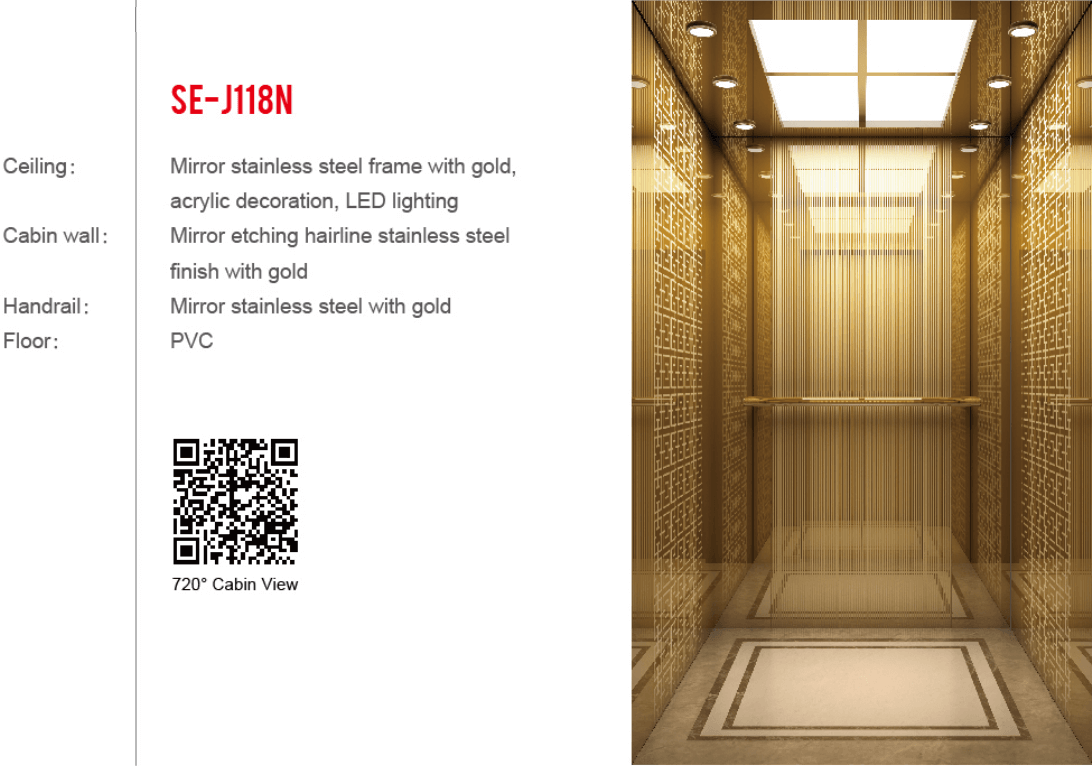 SE-J118N
Ceiling: Mirror stainless steel frame with gold,
acrylic decoration, LED lighting
Cabin wall: Mirror etching hairline stainless steel
finish with gold
Handrail: Mirror stainless steel with gold
Floor: PVC
720° Cabin View